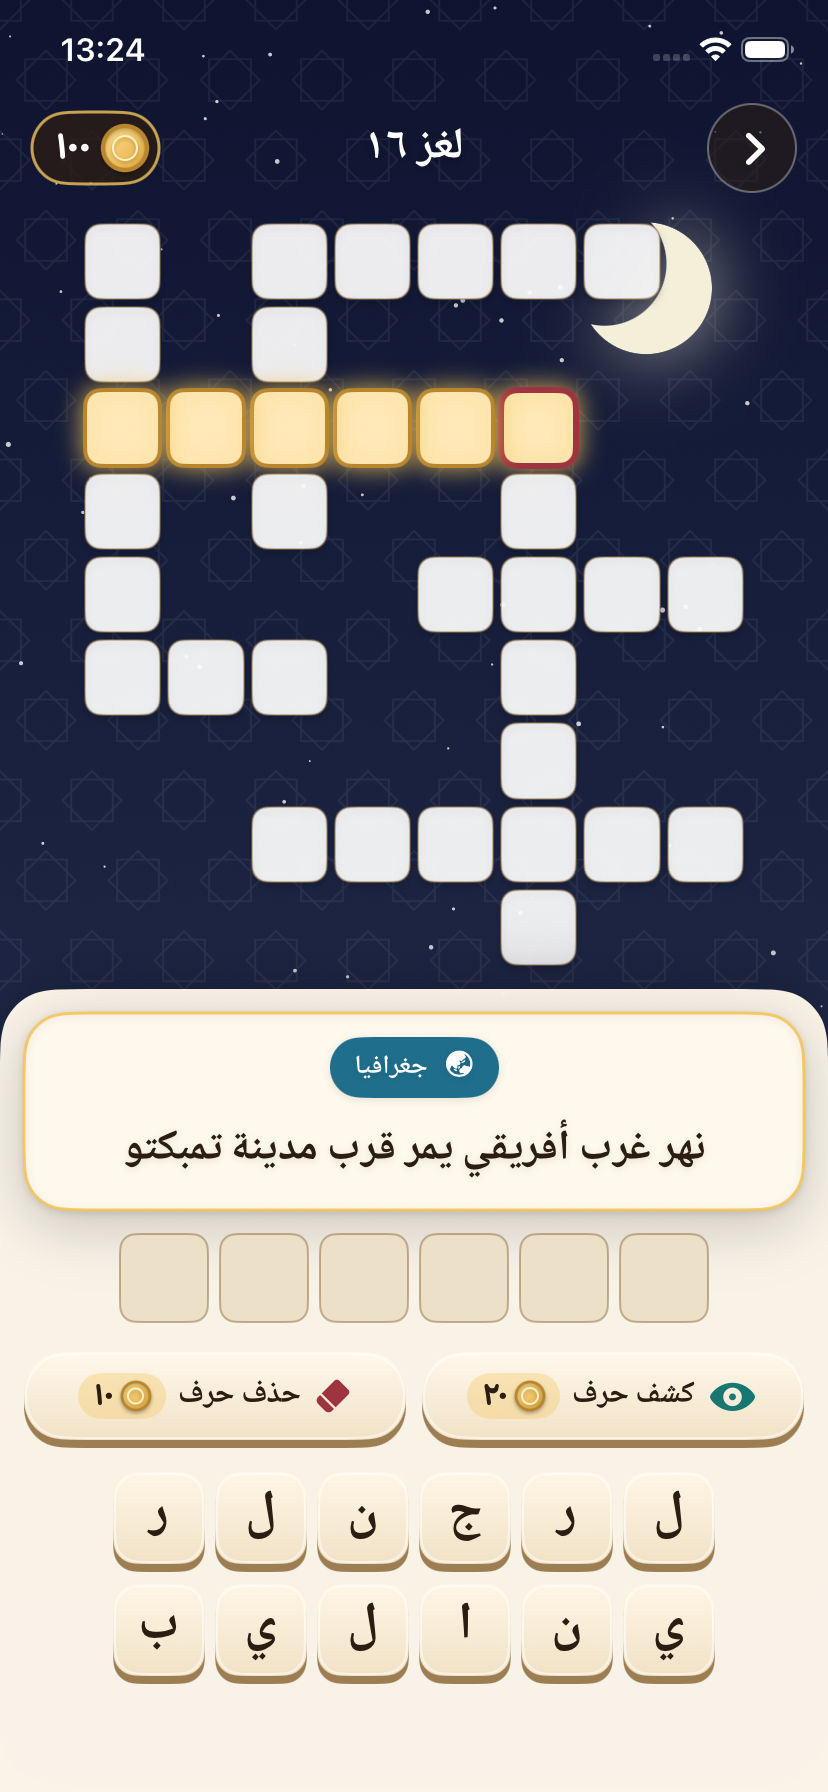 13:24
لغز ١٦
١٠٠
جغرافيا
نهر غرب أفريقي يمر قرب مدينة تمبكتو
كشف حرف ٢٠
حذف حرف ١٠
ل ر ج ن ل ر
ي ن ا ل ي ب